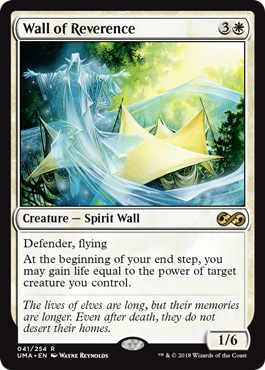 Wall of Reverence 3
Creature — Spirit Wall
Defender, flying
At the beginning of your end step, you
may gain life equal to the power of target
creature you control.
The lives of elves are long, but their memories
are longer. Even after death, they do not
desert their homes.
1/6
041/254 R
UMA • EN Wayne Reynolds
™ & © 2018 Wizards of the Coast